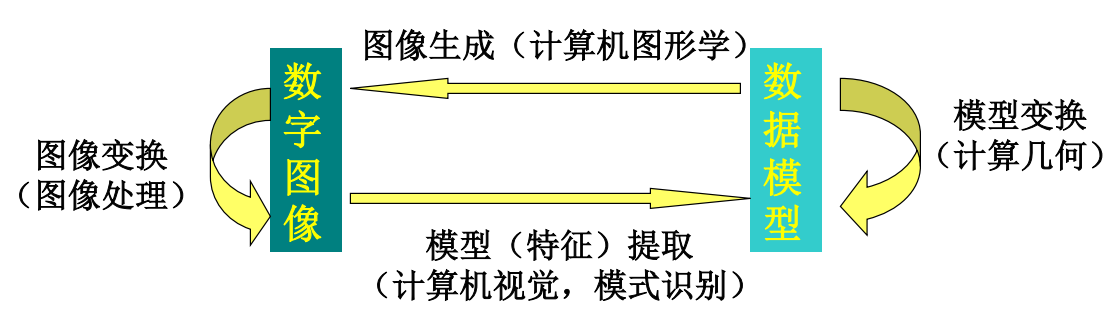 图像生成（计算机图形学）
数字图像
数据模型
图像变换
（图像处理）
模型变换
（计算几何）
模型（特征）提取
（计算机视觉，模式识别）